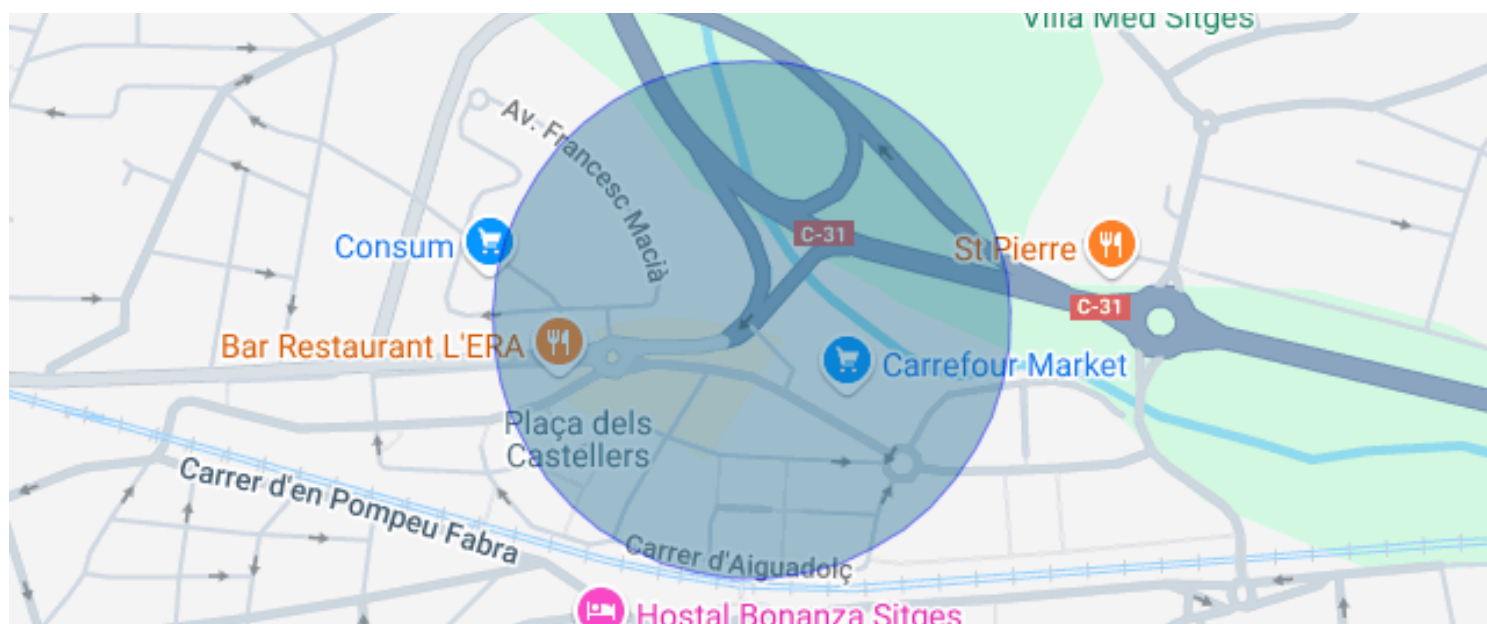 Villa Med Sitges
Av. Francesc Macià
Consum
C-31
St Pierre
C-31
Bar Restaurant L'ERA
Carrefour Market
Plaça dels
Castellers
Carrer d'en Pompeu Fabra
Carrer d'Aiguadolç
Hostal Bonanza Sitges